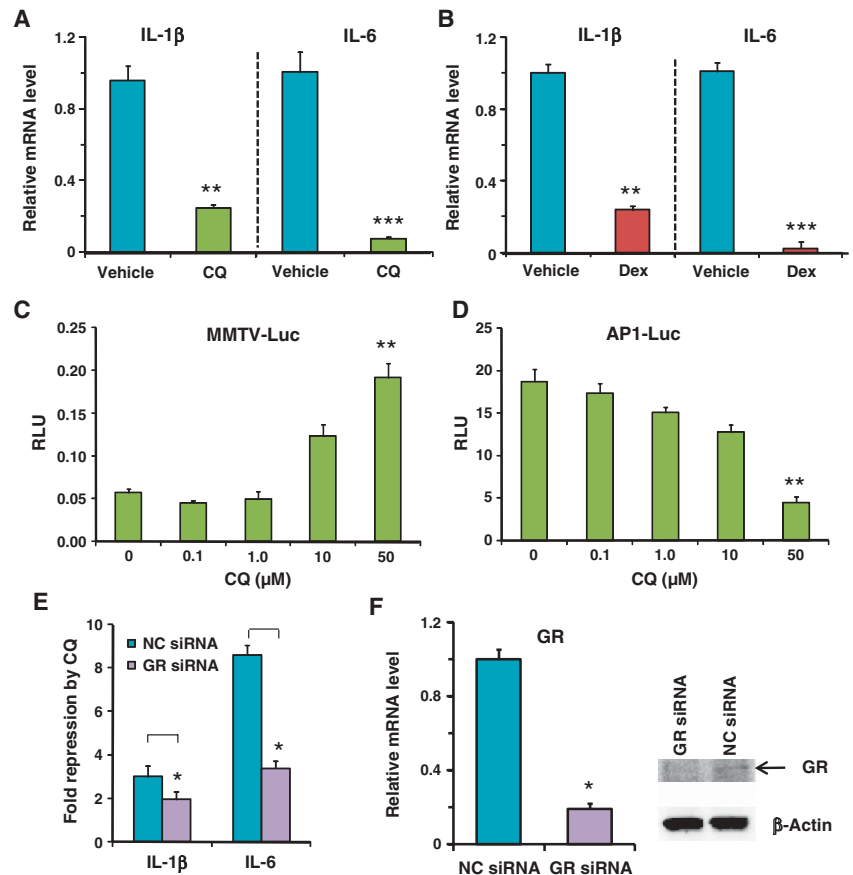 A
IL-1β
IL-6
Relative mRNA level
1.2
0.8
0.4
0
**
***
Vehicle
CQ
Vehicle
CQ
B
IL-1β
IL-6
Relative mRNA level
1.2
0.8
0.4
0
**
***
Vehicle
Dex
Vehicle
Dex
C
MMTV-Luc
RLU
0.25
0.20
0.15
0.10
0.05
0.00
**
0
0.1
1.0
10
50
CQ (µM)
D
AP1-Luc
RLU
25
20
15
10
5
0
**
0
0.1
1.0
10
50
CQ (µM)
E
Fold repression by CQ
10
8
6
4
2
0
NC siRNA
GR siRNA
*
*
IL-1β
IL-6
F
GR
Relative mRNA level
1.2
0.8
0.4
0
*
NC siRNA
GR siRNA
GR siRNA
NC siRNA
GR
β-Actin